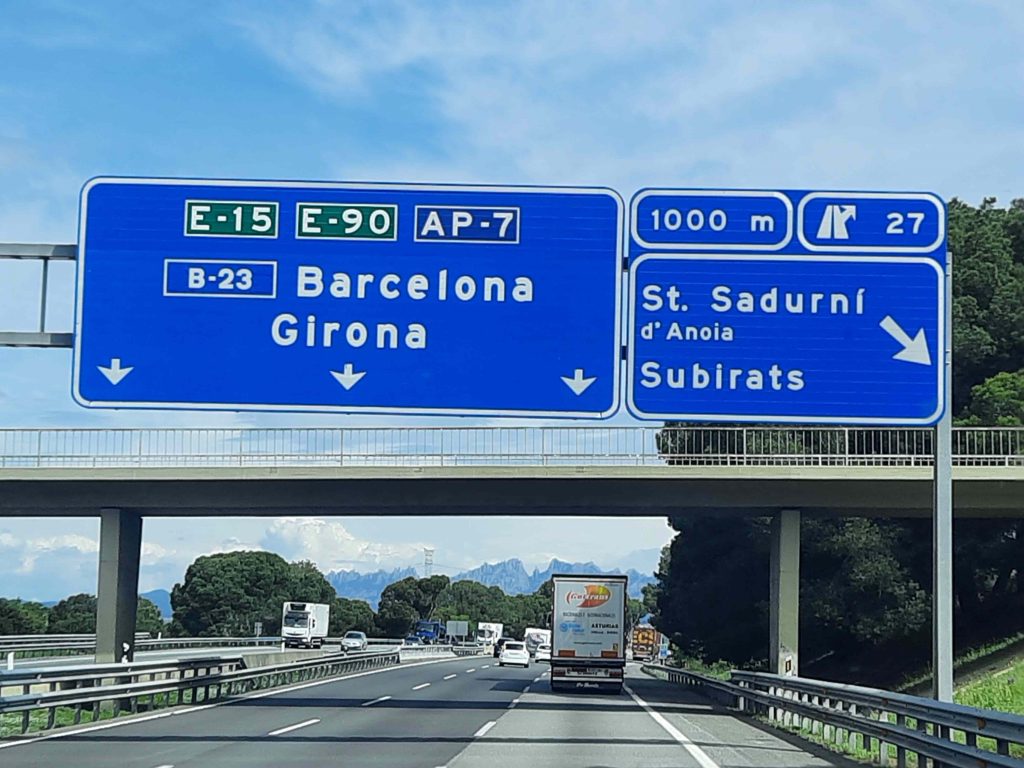 E-15 E-90 AP-7
B-23 Barcelona
Girona
1000 m 27
St. Sadurní
d'Anoia
Subirats
ASTURIAS